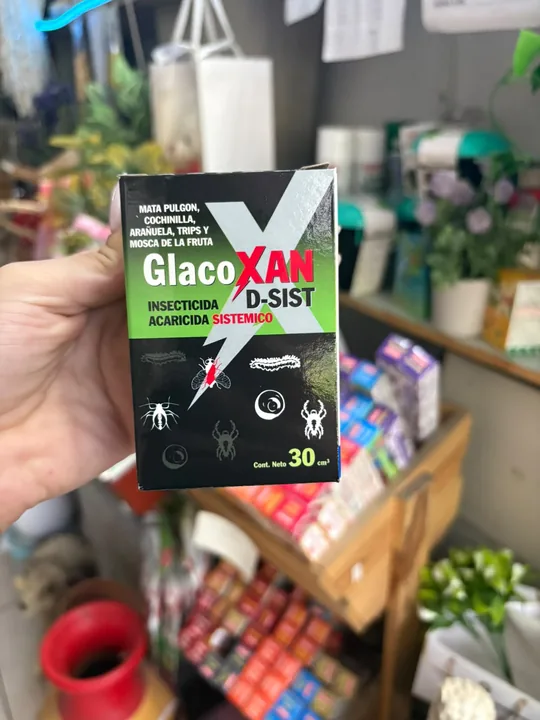 MATA PULGON,
COCHINILLA,
ARAÑUELA, TRIPS Y
MOSCA DE LA FRUTA
GlacoXAN
D-SIST
INSECTICIDA
ACARICIDA SISTEMICO
Cont. Neto 30 cm³